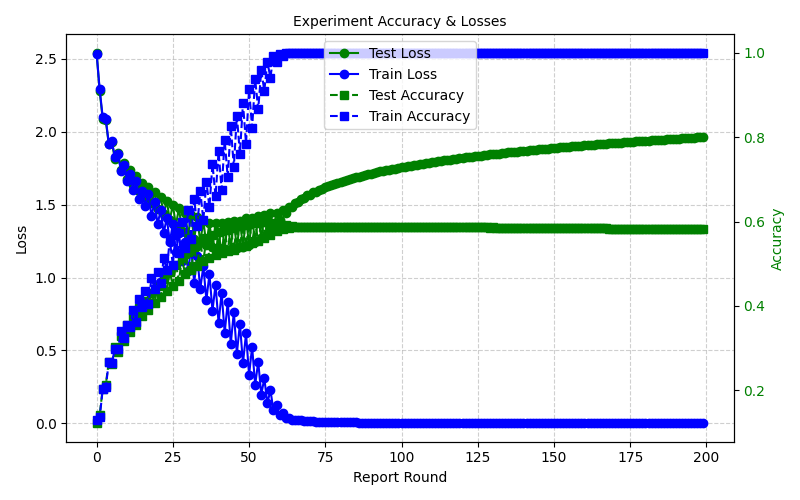 Experiment Accuracy & Losses
Test Loss
Train Loss
Test Accuracy
Train Accuracy
Loss
2.5
2.0
1.5
1.0
0.5
0.0
1.0
0.8
0.6
0.4
0.2
Accuracy
0 25 50 75 100 125 150 175 200
Report Round